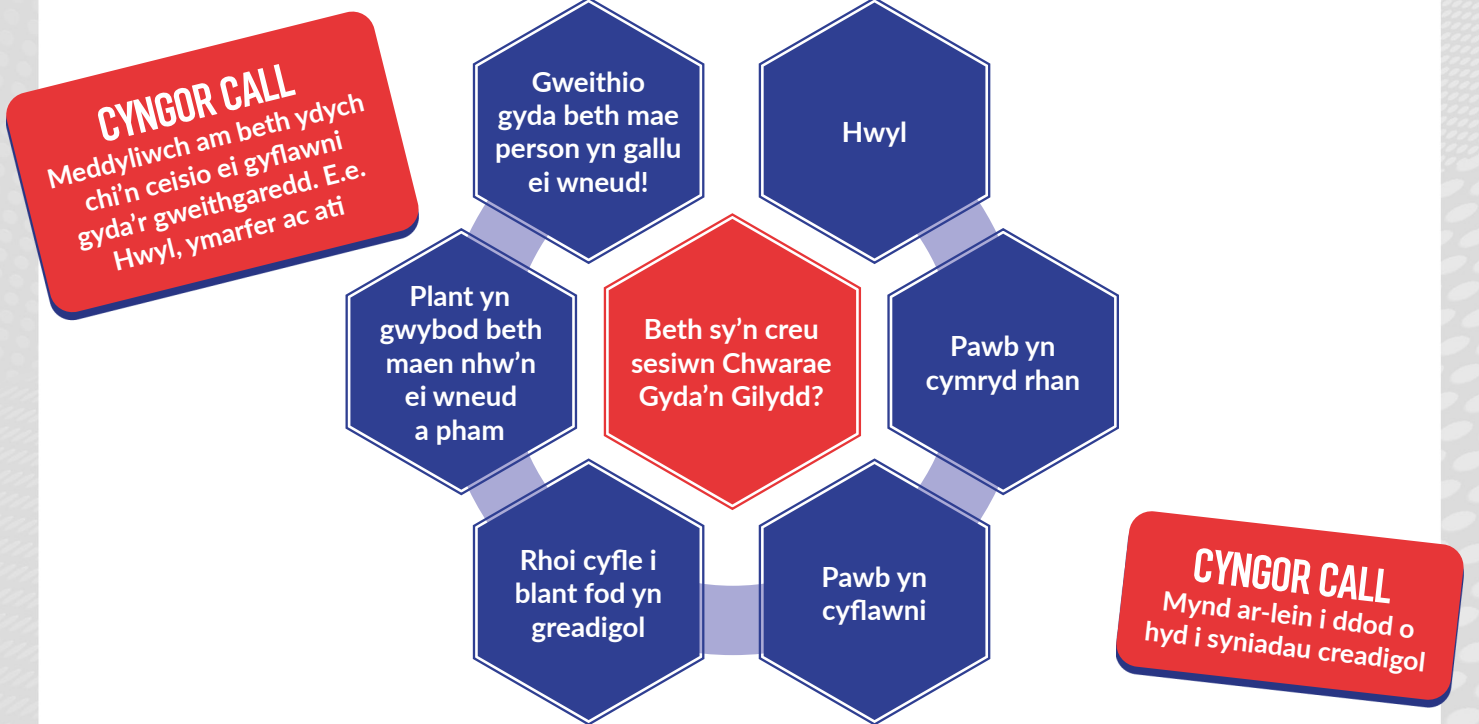 CYNGOR CALL
Meddyliwch am beth ydych
chi'n ceisio ei gyflawni
gyda'r gweithgaredd. E.e.
Hwyl, ymarfer ac ati
Gweithio
gyda beth mae
person yn gallu
ei wneud!
Hwyl
Plant yn
gwybod beth
maen nhw'n
ei wneud
a pham
Beth sy'n creu
sesiwn Chwarae
Gyda'n Gilydd?
Pawb yn
cymryd rhan
Rhoi cyfle i
blant fod yn
greadigol
Pawb yn
cyflawni
CYNGOR CALL
Mynd ar-lein i ddod o
hyd i syniadau creadigol